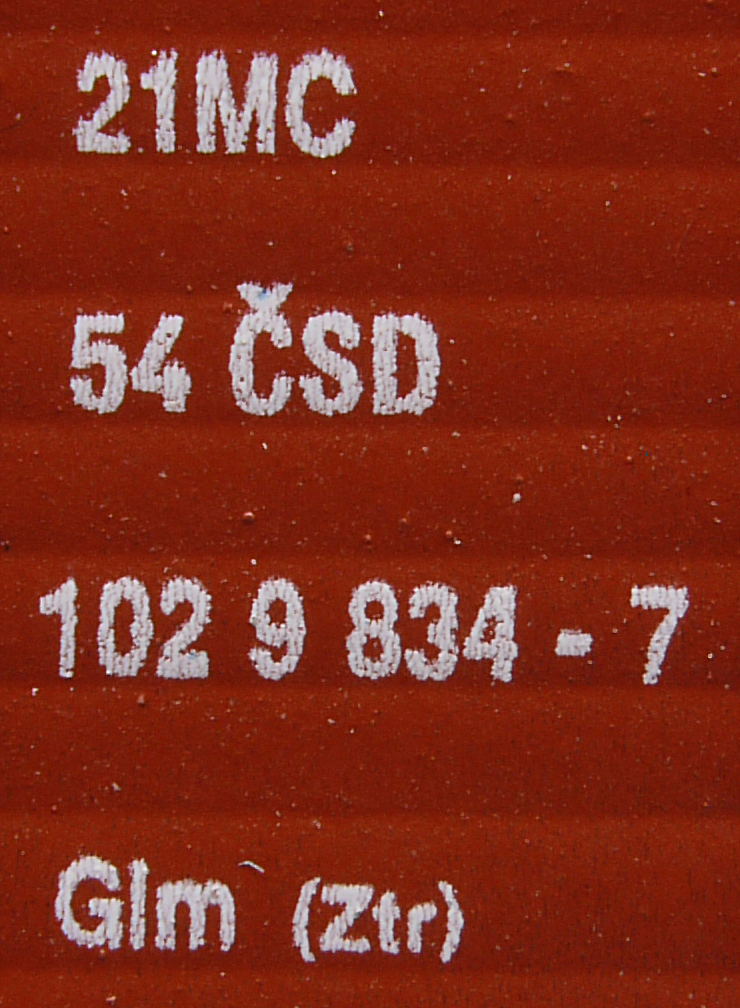 21MC
54 ČSD
102 9 834 - 7
Glm (Ztr)